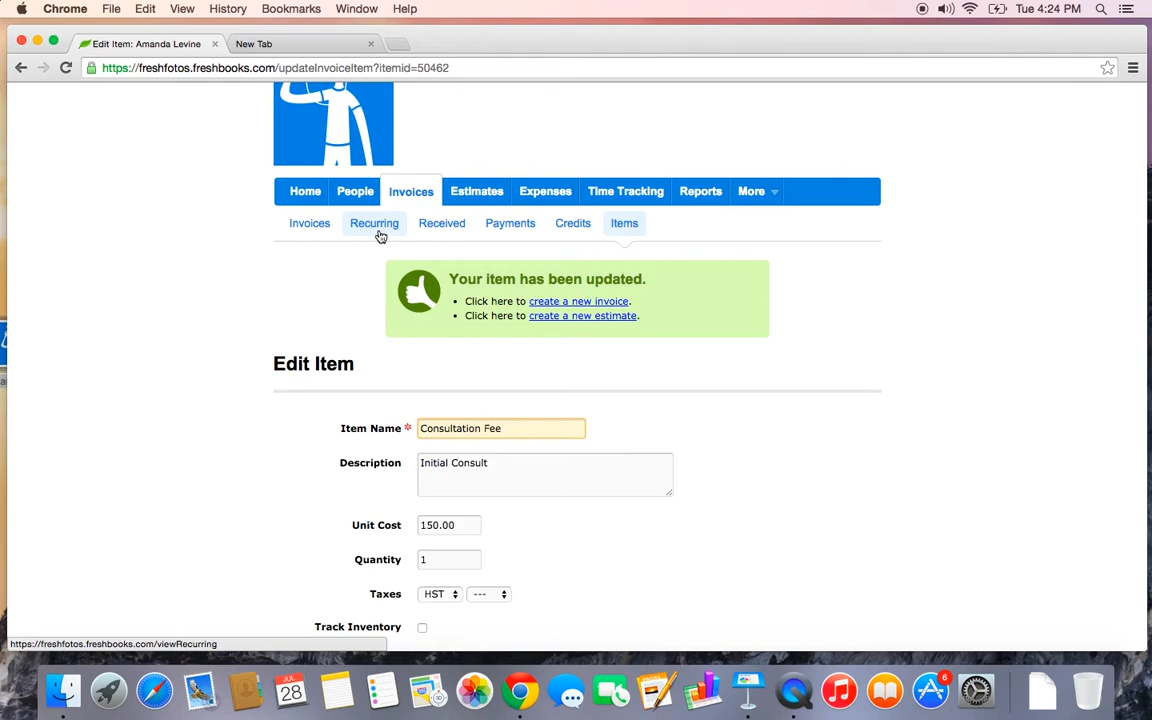 Chrome File Edit View History Bookmarks Window Help Tue 4:24 PM
Edit Item: Amanda Levine New Tab
https://freshfotos.freshbooks.com/updateInvoiceItem?itemid=50462
Home People Invoices Estimates Expenses Time Tracking Reports More
Invoices Recurring Received Payments Credits Items
Your item has been updated.
• Click here to create a new invoice.
• Click here to create a new estimate.
Edit Item
Item Name * Consultation Fee
Description Initial Consult
Unit Cost 150.00
Quantity 1
Taxes HST ---
Track Inventory
https://freshfotos.freshbooks.com/viewRecurring
JUL
28
6